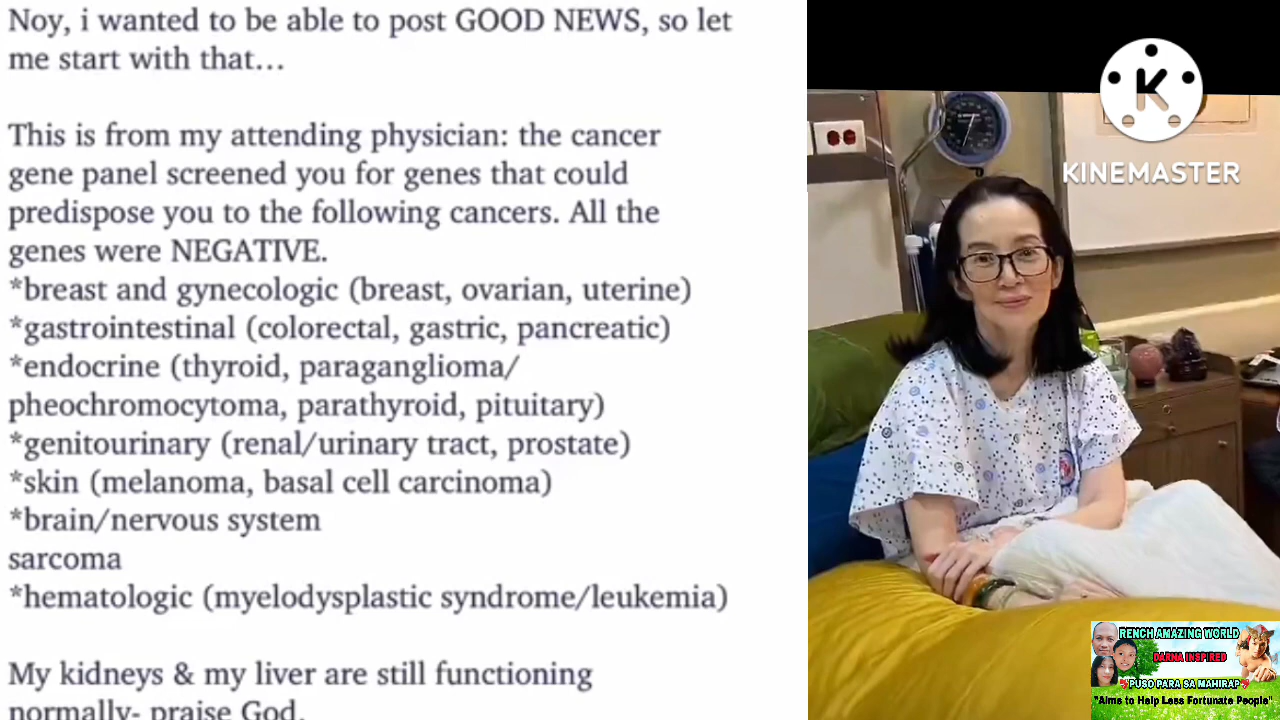 Noy, i wanted to be able to post GOOD NEWS, so let
me start with that...
This is from my attending physician: the cancer
gene panel screened you for genes that could
predispose you to the following cancers. All the
genes were NEGATIVE.
*breast and gynecologic (breast, ovarian, uterine)
*gastrointestinal (colorectal, gastric, pancreatic)
*endocrine (thyroid, paraganglioma/
pheochromocytoma, parathyroid, pituitary)
*genitourinary (renal/urinary tract, prostate)
*skin (melanoma, basal cell carcinoma)
*brain/nervous system
sarcoma
*hematologic (myelodysplastic syndrome/leukemia)
My kidneys & my liver are still functioning
normally- praise God.
K
KINEMASTER
RENCH AMAZING WORLD
DARNA INSPIRED
PUSO PARA SA MAHIRAP
"Aims to Help Less Fortunate People"